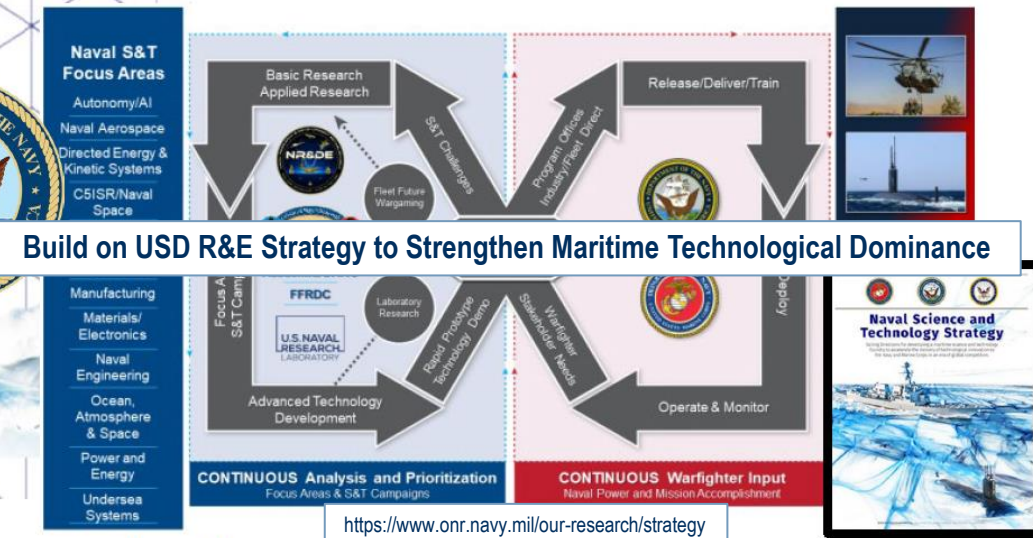 Naval S&T
Focus Areas
Autonomy/AI
Naval Aerospace
Directed Energy &
Kinetic Systems
C5ISR/Naval
Space
Manufacturing
Materials/
Electronics
Naval
Engineering
Ocean,
Atmosphere
& Space
Power and
Energy
Undersea
Systems
Basic Research
Applied Research
S&T Challenges
NR&DE
Fleet Future
Wargaming
Program Offices
Industry/Fleet Direct
Release/Deliver/Train
Build on USD R&E Strategy to Strengthen Maritime Technological Dominance
Focus
S&T Camp
FFRDC
U.S. NAVAL
RESEARCH
LABORATORY
Laboratory
Research
Rapid Prototype
Technology Demo
Warfighter
Stakeholder Needs
Deploy
Advanced Technology
Development
Operate & Monitor
CONTINUOUS Analysis and Prioritization
Focus Areas & S&T Campaigns
CONTINUOUS Warfighter Input
Naval Power and Mission Accomplishment
https://www.onr.navy.mil/our-research/strategy
Naval Science and
Technology Strategy